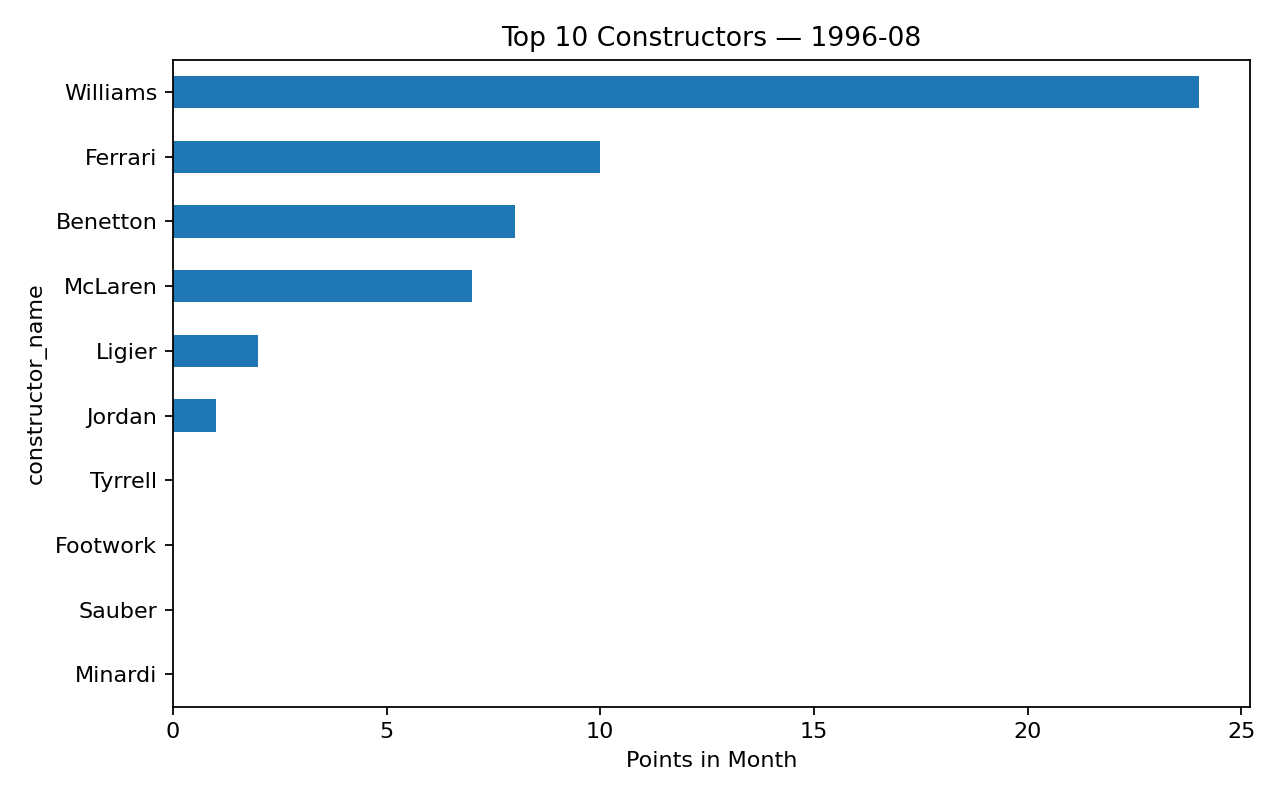 Top 10 Constructors — 1996-08
constructor_name
Williams
Ferrari
Benetton
McLaren
Ligier
Jordan
Tyrrell
Footwork
Sauber
Minardi
0 5 10 15 20 25
Points in Month